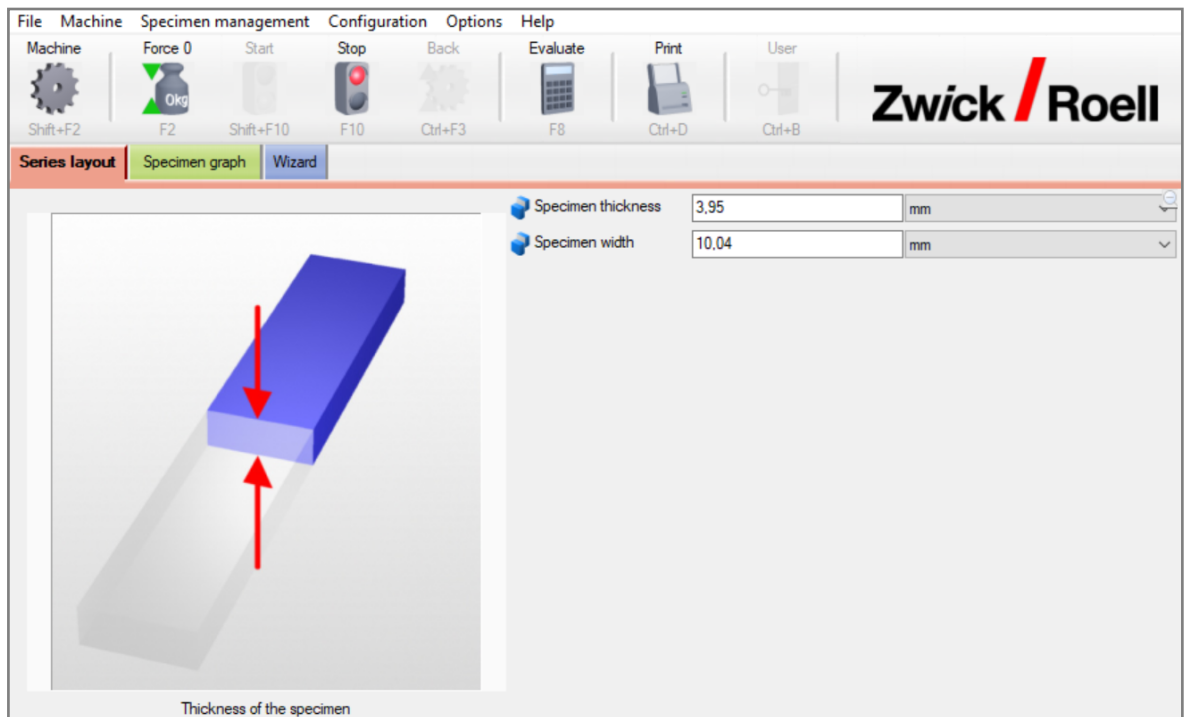 File Machine Specimen management Configuration Options Help
Machine Force 0 Start Stop Back Evaluate Print User
0kg
Zwick Roell
Shift+F2 F2 Shift+F10 F10 Ctrl+F3 F8 Ctrl+D Ctrl+B
Series layout Specimen graph Wizard
Specimen thickness 3,95 mm
Specimen width 10,04 mm
Thickness of the specimen